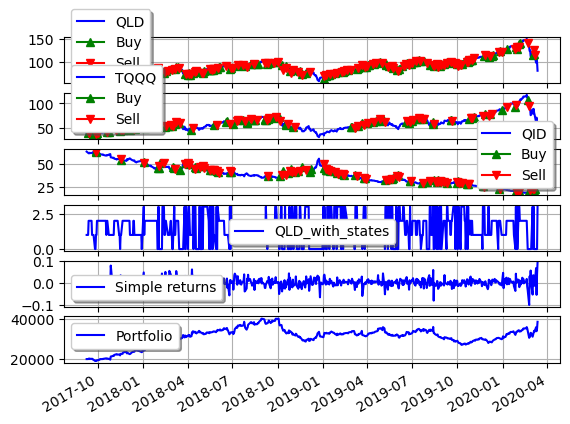 QLD
Buy
Sell
150
100
TQQQ
Buy
Sell
100
50
QID
Buy
Sell
50
25
2.5
0.0
QLD_with_states
0.1
0.0
−0.1
Simple returns
40000
20000
Portfolio
2017-10
2018-01
2018-04
2018-07
2018-10
2019-01
2019-04
2019-07
2019-10
2020-01
2020-04